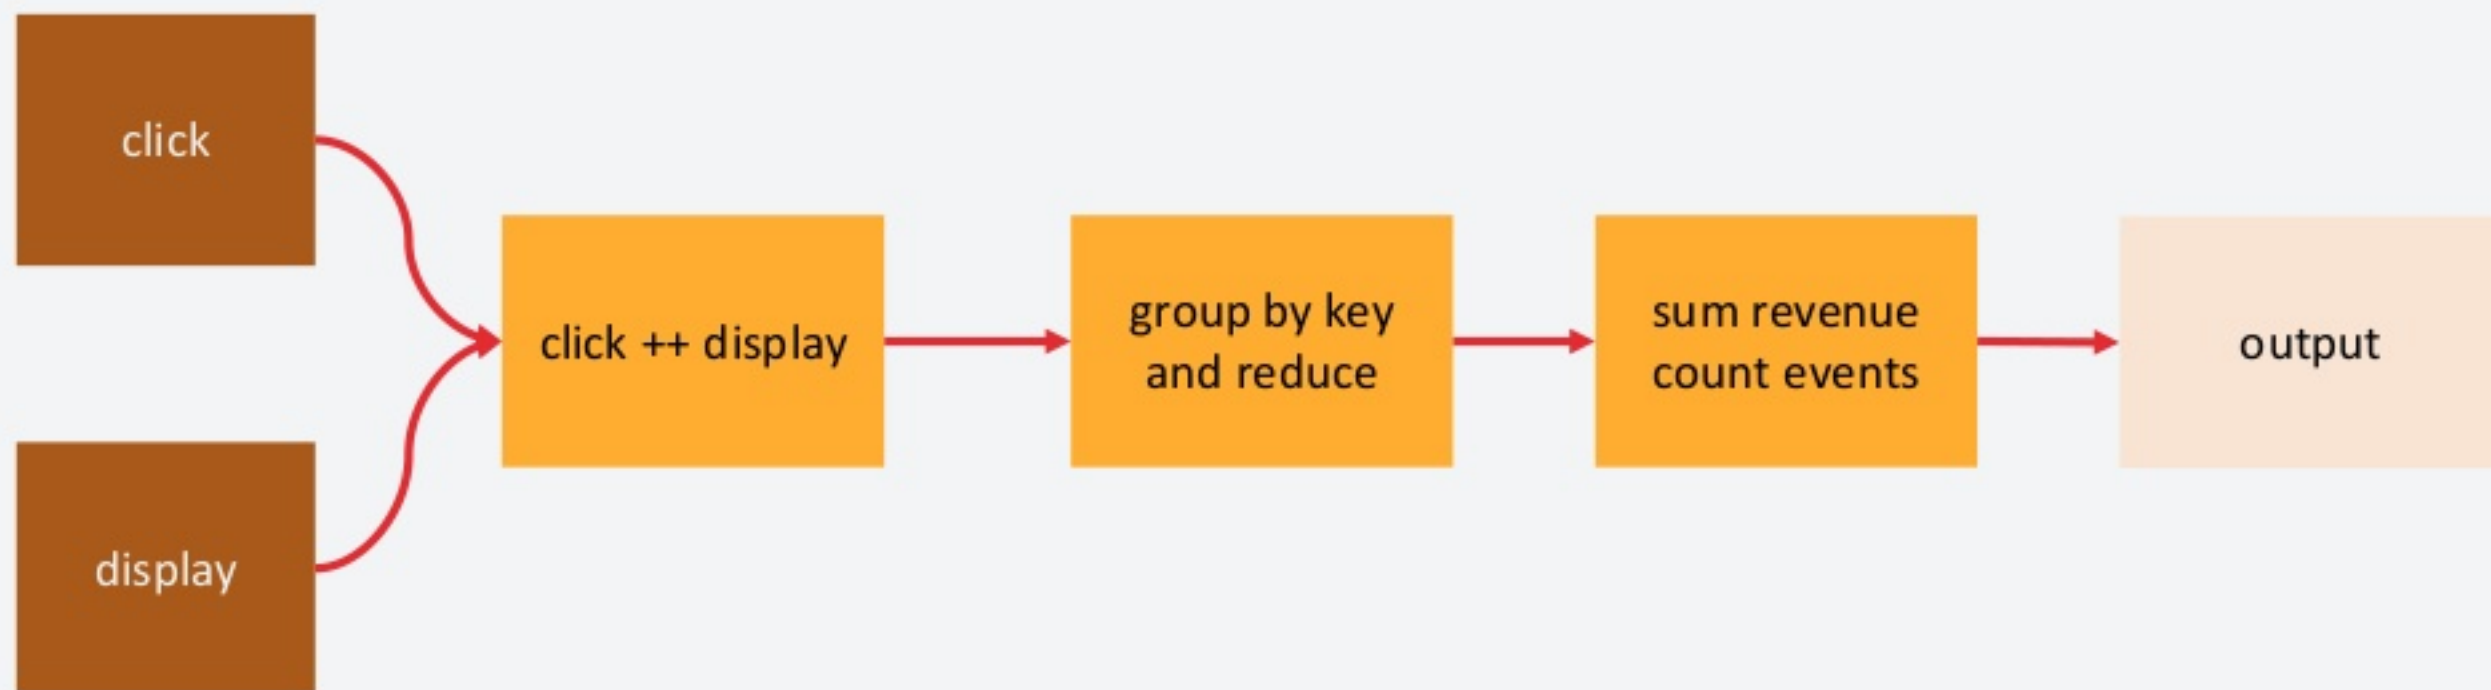 click
display
click ++ display
group by key
and reduce
sum revenue
count events
output